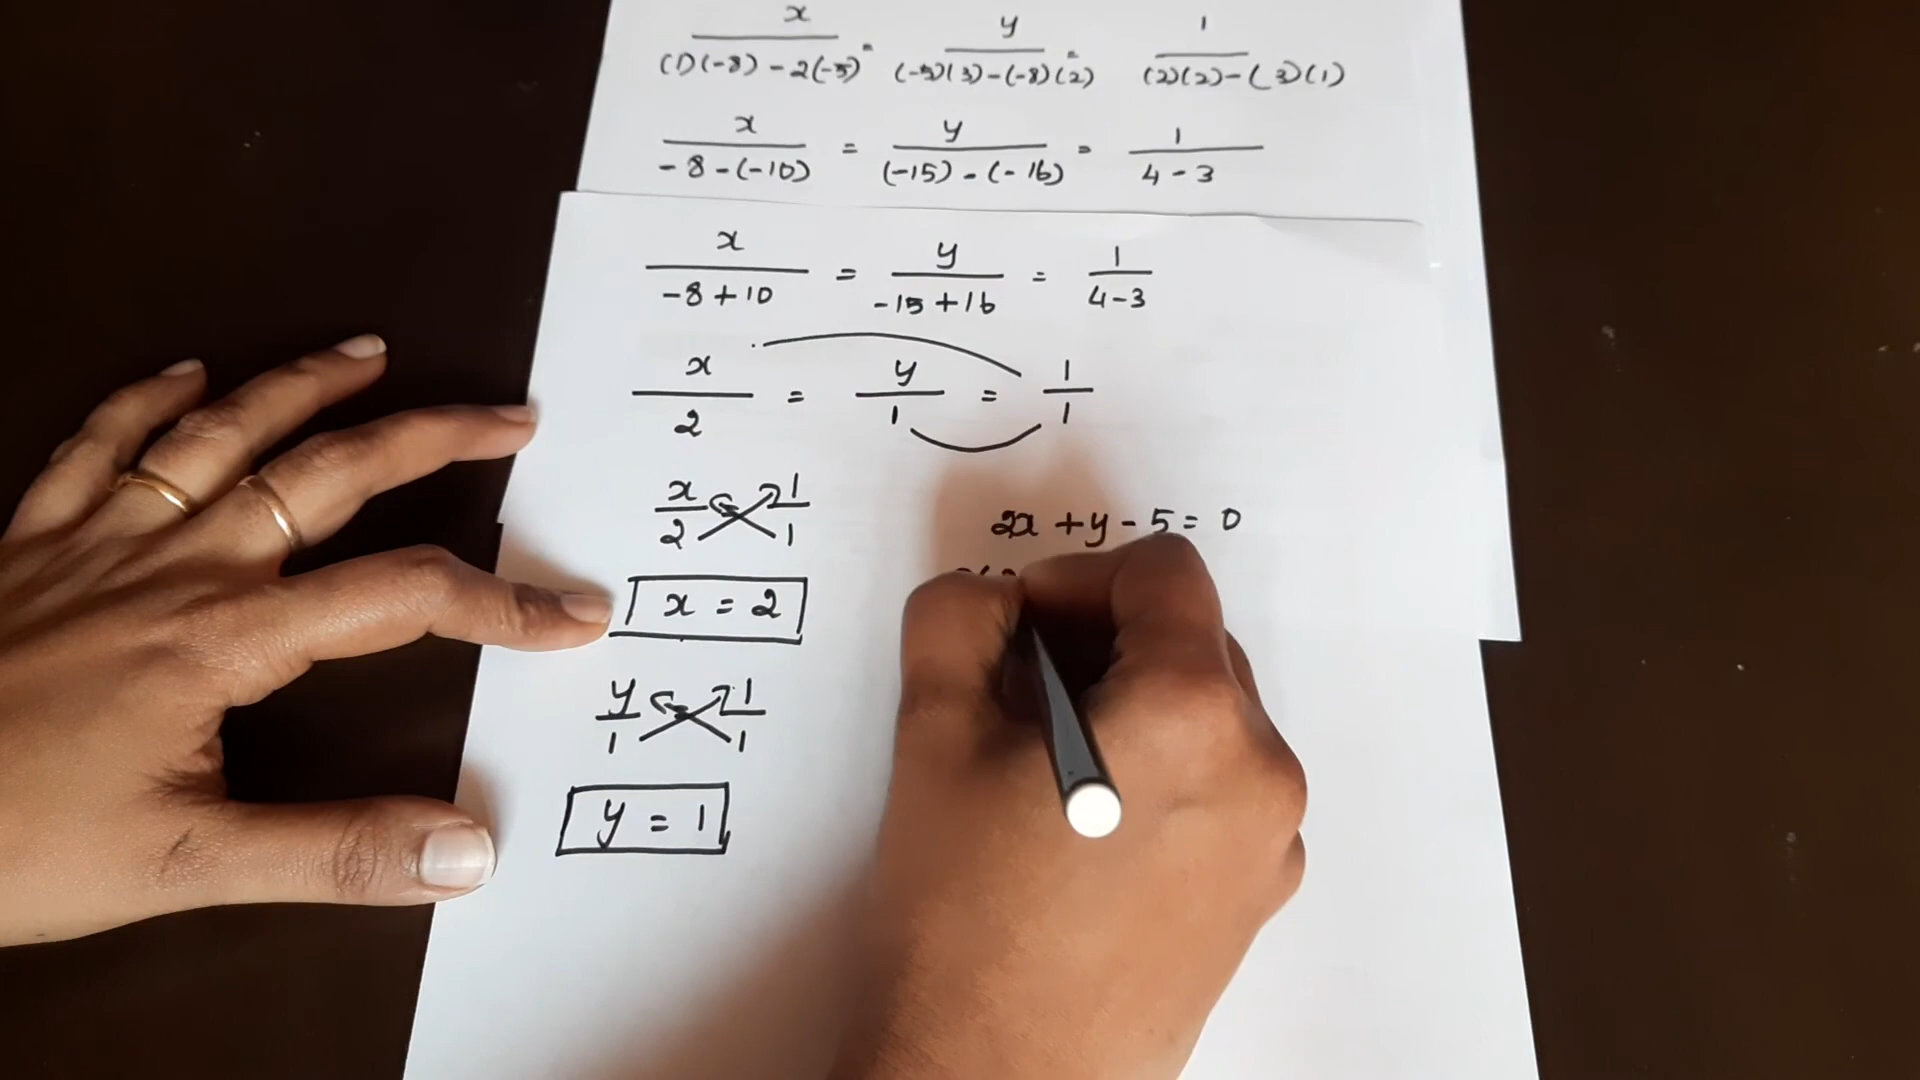 x/((1)(-8) - 2(-5)) = y/((-5)(3) - (-8)(2)) = 1/((2)(2) - (3)(1))
x/(-8 - (-10)) = y/((-15) - (-16)) = 1/(4 - 3)
x/(-8 + 10) = y/(-15 + 16) = 1/(4 - 3)
x/2 = y/1 = 1/1
x/2 1/1
2x + y - 5 = 0
x = 2
y/1 1/1
y = 1